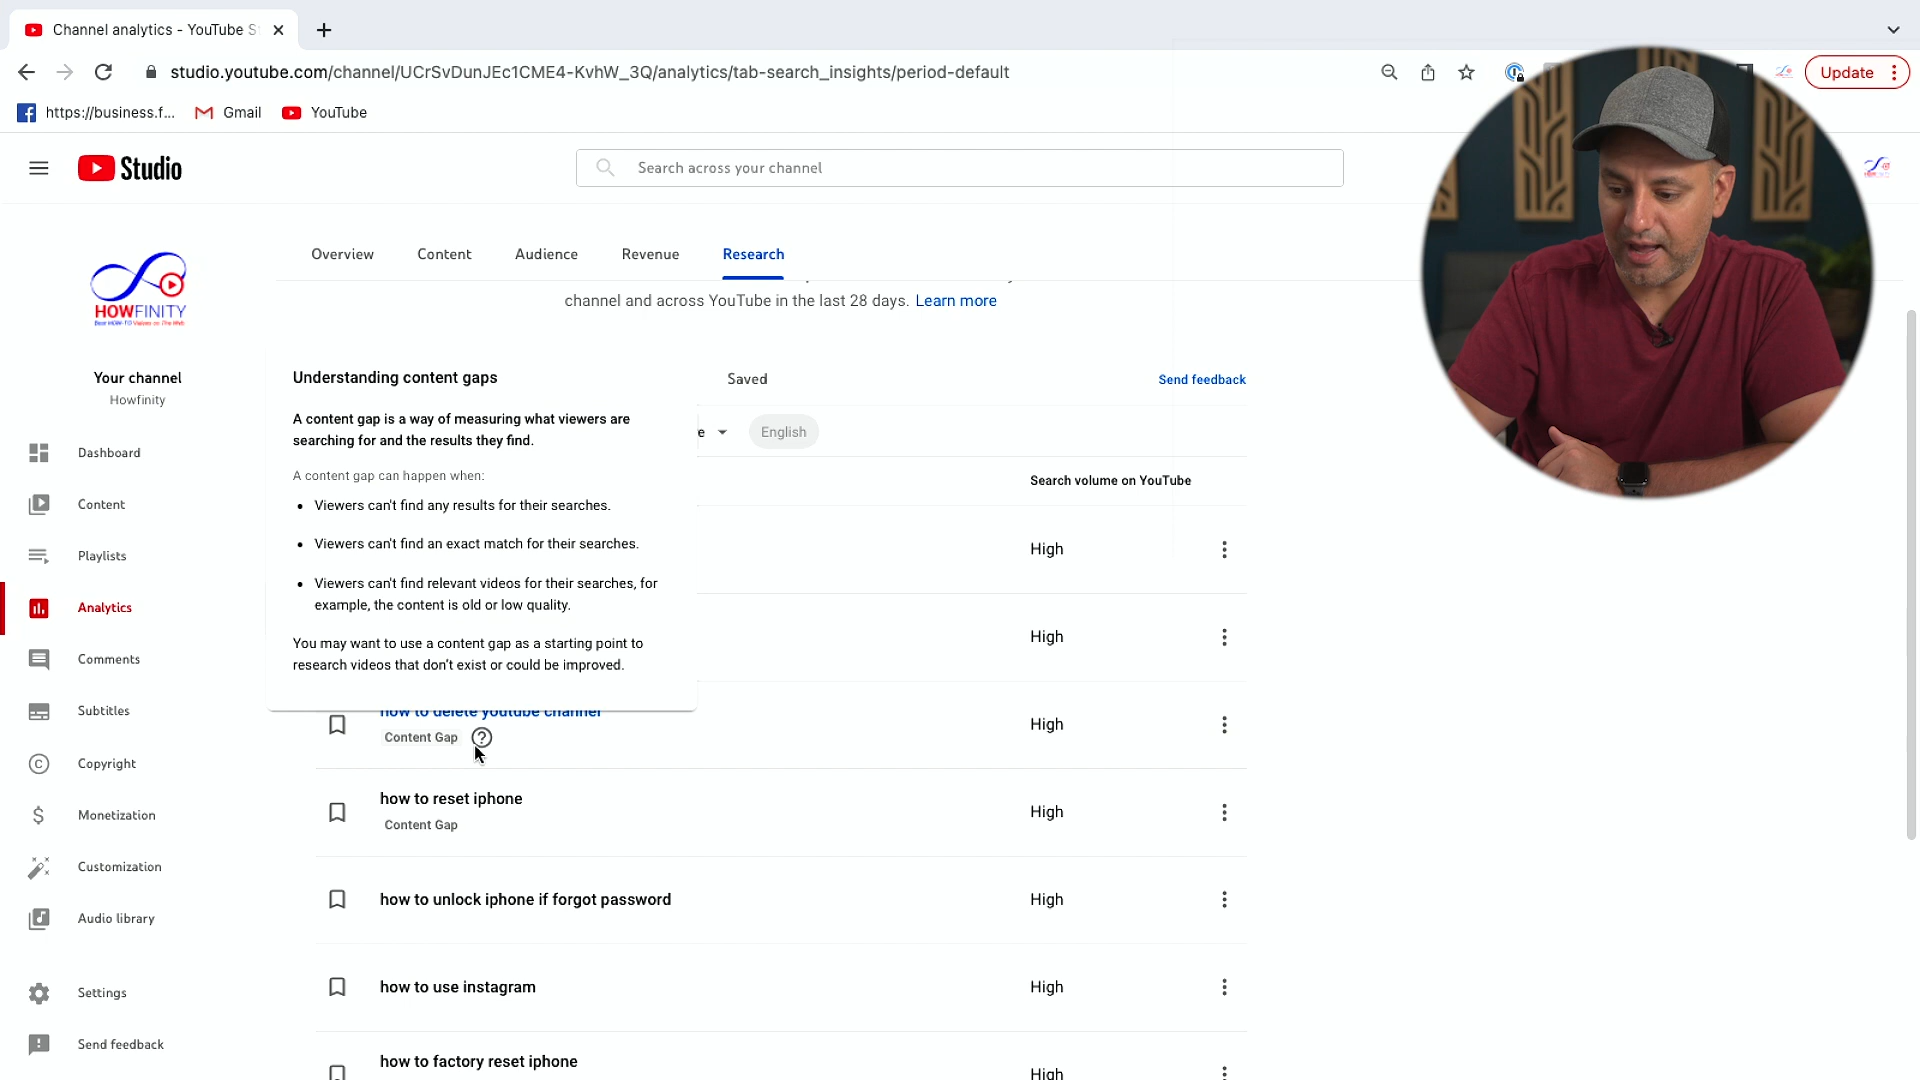 Channel analytics - YouTube S
studio.youtube.com/channel/UCrSvDunJEc1CME4-KvhW_3Q/analytics/tab-search_insights/period-default
Update
https://business.f...
Gmail
YouTube
Studio
Search across your channel
HOWFINITY
Your channel
Howfinity
Dashboard
Content
Playlists
Analytics
Comments
Subtitles
Copyright
Monetization
Customization
Audio library
Settings
Send feedback
Overview
Content
Audience
Revenue
Research
channel and across YouTube in the last 28 days. Learn more
Saved
Send feedback
e
English
Search volume on YouTube
Understanding content gaps
A content gap is a way of measuring what viewers are
searching for and the results they find.
A content gap can happen when:
• Viewers can't find any results for their searches.
• Viewers can't find an exact match for their searches.
• Viewers can't find relevant videos for their searches, for
example, the content is old or low quality.
You may want to use a content gap as a starting point to
research videos that don't exist or could be improved.
High
High
how to delete youtube channel
Content Gap
High
how to reset iphone
Content Gap
High
how to unlock iphone if forgot password
High
how to use instagram
High
how to factory reset iphone
High